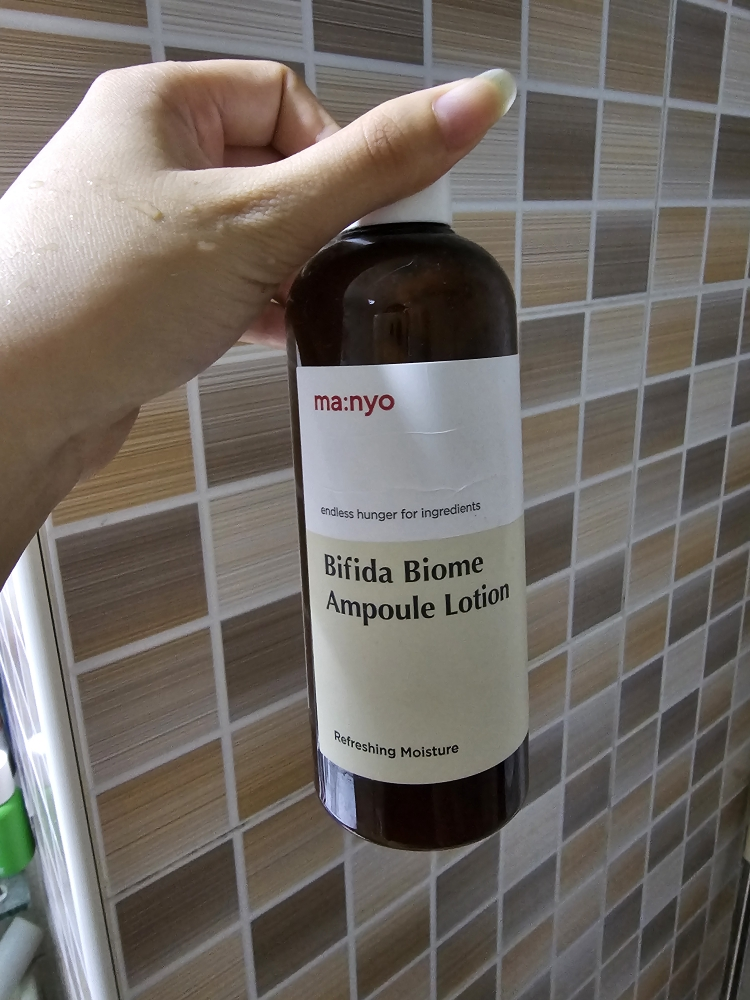 ma:nyo
endless hunger for ingredients
Bifida Biome
Ampoule Lotion
Refreshing Moisture